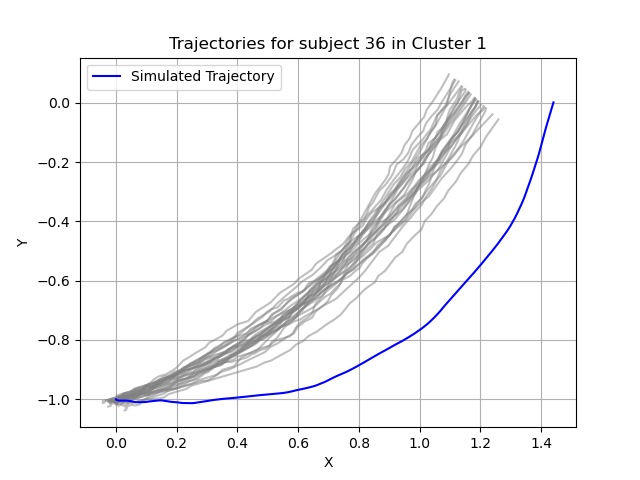 Trajectories for subject 36 in Cluster 1
Simulated Trajectory
Y
0.0
−0.2
−0.4
−0.6
−0.8
−1.0
0.0 0.2 0.4 0.6 0.8 1.0 1.2 1.4
X